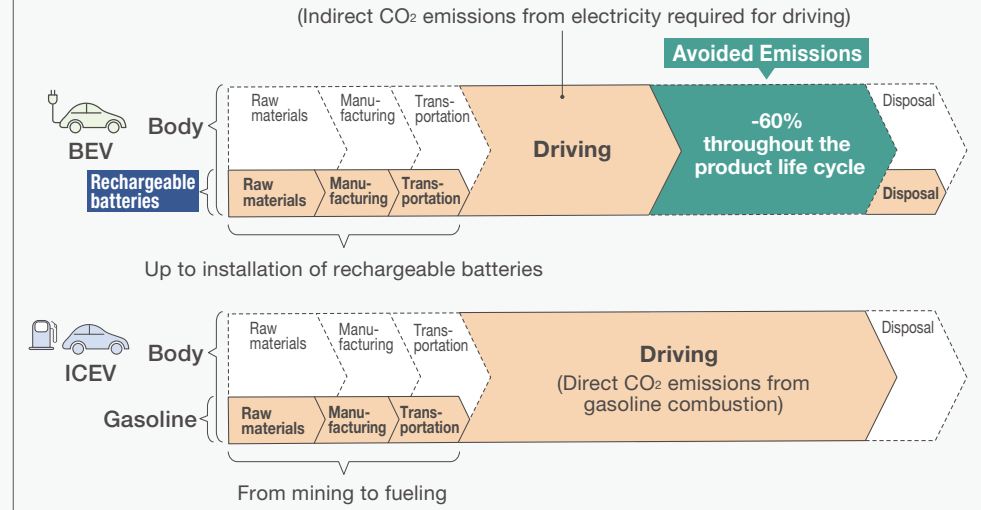 (Indirect CO₂ emissions from electricity required for driving)
Avoided Emissions
BEV
Body
Raw
materials
Manu-
facturing
Trans-
portation
Driving
-60%
throughout the
product life cycle
Disposal
Rechargeable
batteries
Raw
materials
Manu-
facturing
Trans-
portation
Disposal
Up to installation of rechargeable batteries
ICEV
Body
Raw
materials
Manu-
facturing
Trans-
portation
Driving
(Direct CO₂ emissions from
gasoline combustion)
Disposal
Gasoline
Raw
materials
Manu-
facturing
Trans-
portation
From mining to fueling